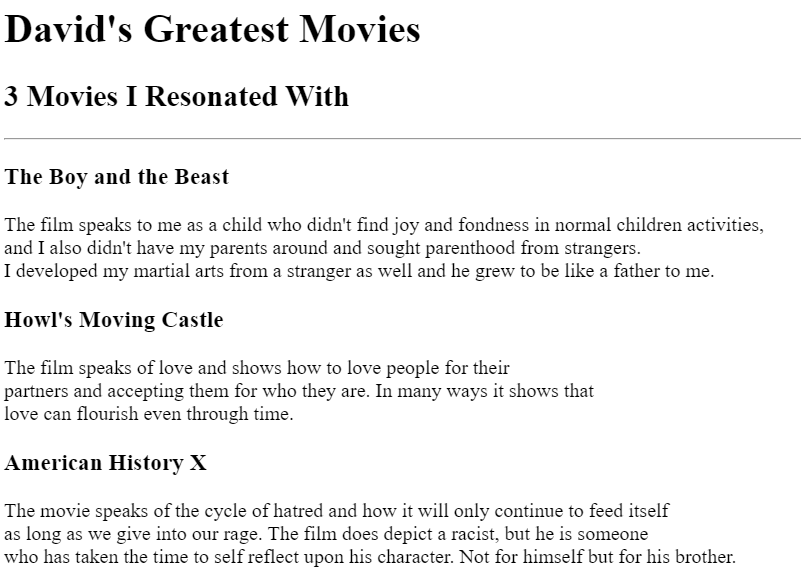 David's Greatest Movies
3 Movies I Resonated With
The Boy and the Beast
The film speaks to me as a child who didn't find joy and fondness in normal children activities,
and I also didn't have my parents around and sought parenthood from strangers.
I developed my martial arts from a stranger as well and he grew to be like a father to me.
Howl's Moving Castle
The film speaks of love and shows how to love people for their
partners and accepting them for who they are. In many ways it shows that
love can flourish even through time.
American History X
The movie speaks of the cycle of hatred and how it will only continue to feed itself
as long as we give into our rage. The film does depict a racist, but he is someone
who has taken the time to self reflect upon his character. Not for himself but for his brother.